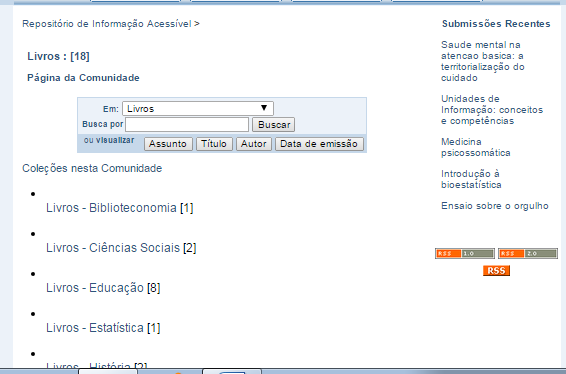 Repositório de Informação Acessível >
Livros : [18]
Página da Comunidade
Em: Livros
Busca por Buscar
ou visualizar Assunto Título Autor Data de emissão
Coleções nesta Comunidade
Livros - Biblioteconomia [1]
Livros - Ciências Sociais [2]
Livros - Educação [8]
Livros - Estatística [1]
Livros - História [2]
Submissões Recentes
Saude mental na
atencao basica: a
territorialização do
cuidado
Unidades de
Informação: conceitos
e competências
Medicina
psicossomática
Introdução à
bioestatística
Ensaio sobre o orgulho
RSS 1.0 RSS 2.0
RSS